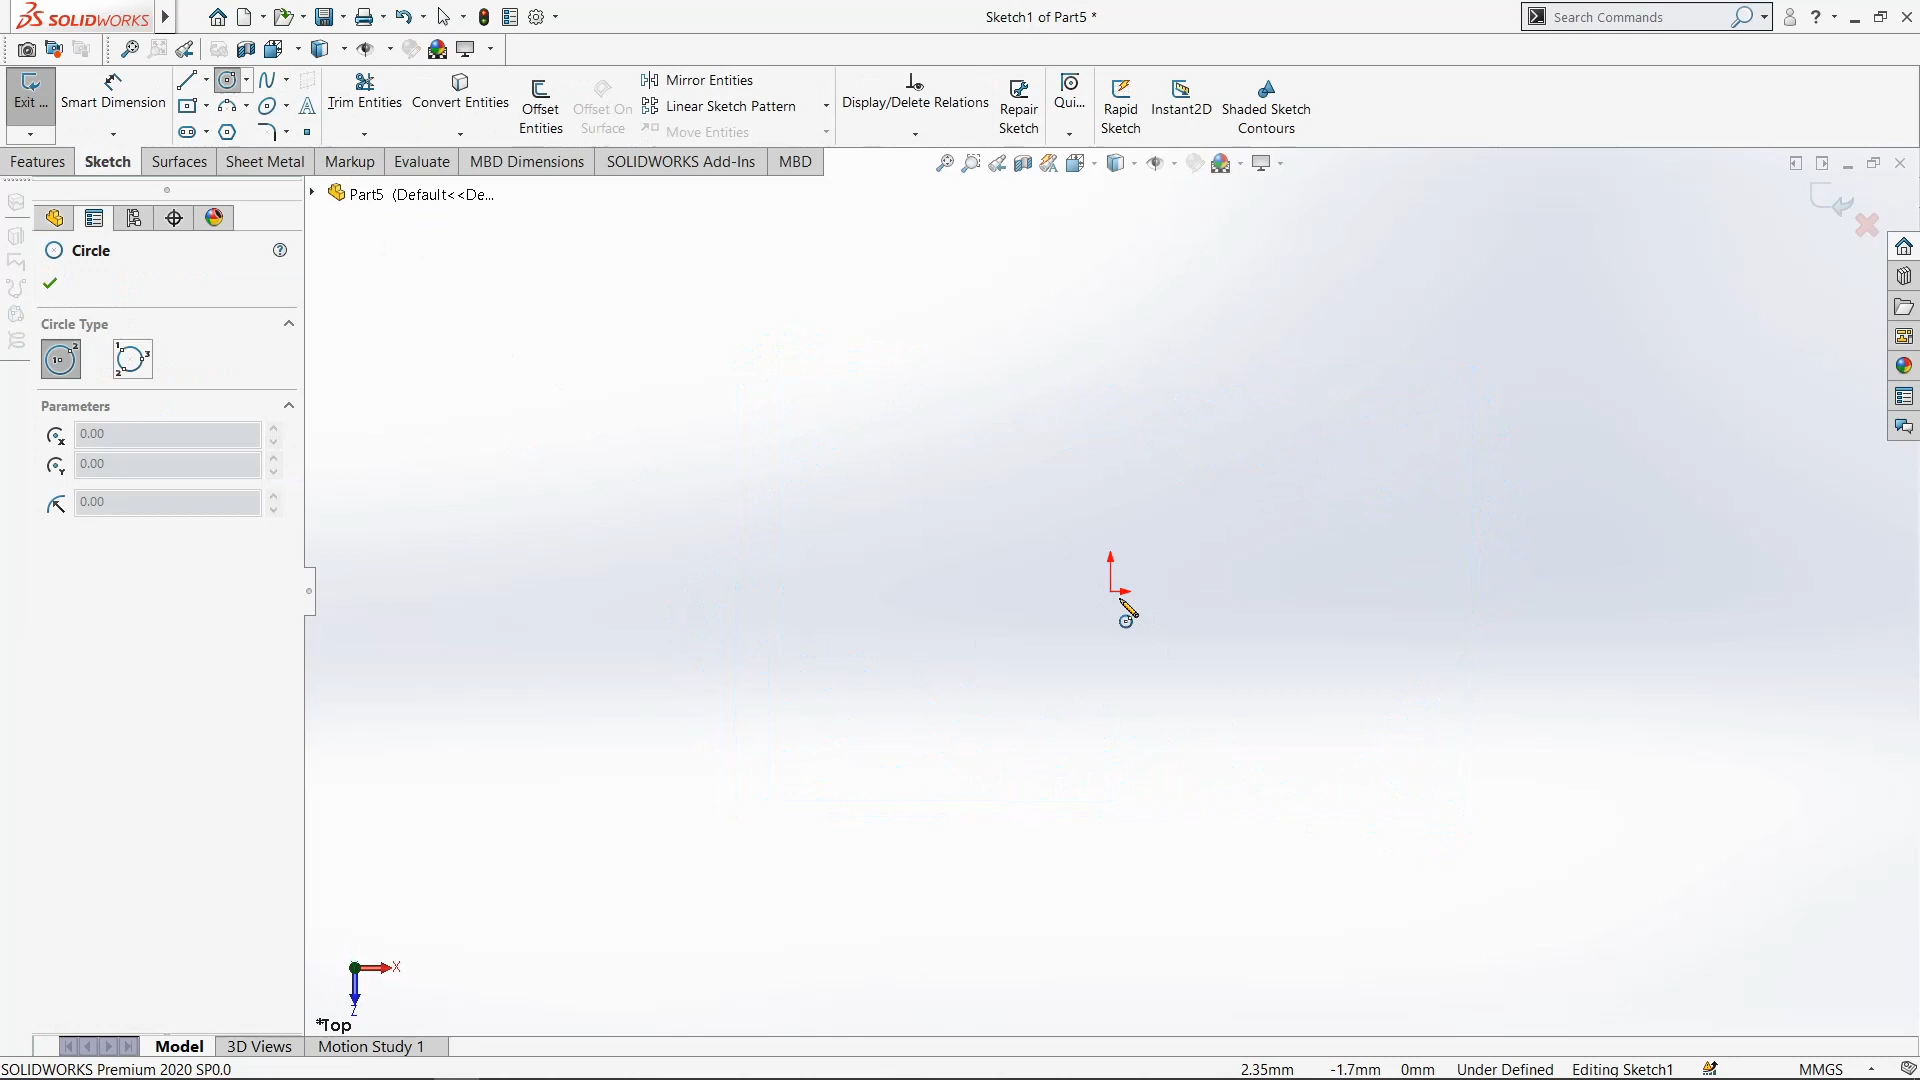 SOLIDWORKS
Sketch1 of Part5 *
Search Commands
Exit ...
Smart Dimension
Trim Entities
Convert Entities
Offset
Entities
Offset On
Surface
Mirror Entities
Linear Sketch Pattern
Move Entities
Display/Delete Relations
Repair
Sketch
Qui...
Rapid
Sketch
Instant2D
Shaded Sketch
Contours
Features
Sketch
Surfaces
Sheet Metal
Markup
Evaluate
MBD Dimensions
SOLIDWORKS Add-Ins
MBD
Part5 (Default<<De...
Circle
Circle Type
Parameters
0.00
0.00
0.00
X
Z
*Top
Model
3D Views
Motion Study 1
SOLIDWORKS Premium 2020 SP0.0
2.35mm
-1.7mm
0mm
Under Defined
Editing Sketch1
MMGS